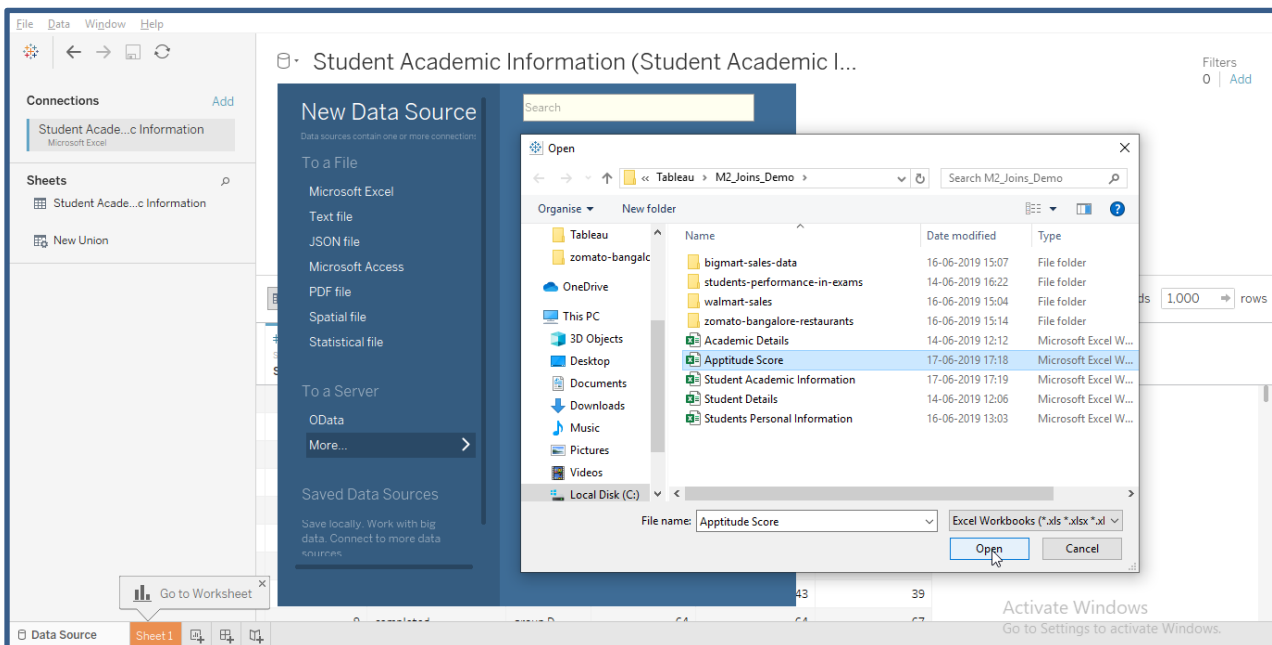 File Data Window Help
Student Academic Information (Student Academic I...
Filters
0 Add
Connections Add
Student Acade...c Information
Microsoft Excel
Sheets
Student Acade...c Information
New Union
New Data Source
Data sources contain one or more connections
To a File
Microsoft Excel
Text file
JSON file
Microsoft Access
PDF file
Spatial file
Statistical file
To a Server
OData
More...
Saved Data Sources
Save locally. Work with big
data. Connect to more data
sources.
Search
Open
« Tableau › M2_Joins_Demo ›
Search M2_Joins_Demo
Organise New folder
Tableau
zomato-bangalc
OneDrive
This PC
3D Objects
Desktop
Documents
Downloads
Music
Pictures
Videos
Local Disk (C:)
Name Date modified Type
bigmart-sales-data 16-06-2019 15:07 File folder
students-performance-in-exams 14-06-2019 16:22 File folder
walmart-sales 16-06-2019 15:04 File folder
zomato-bangalore-restaurants 16-06-2019 15:14 File folder
Academic Details 14-06-2019 12:12 Microsoft Excel W...
Apptitude Score 17-06-2019 17:18 Microsoft Excel W...
Student Academic Information 17-06-2019 17:19 Microsoft Excel W...
Student Details 14-06-2019 12:06 Microsoft Excel W...
Students Personal Information 16-06-2019 13:03 Microsoft Excel W...
File name: Apptitude Score Excel Workbooks (*.xls *.xlsx *.xl
Open Cancel
ds 1,000 rows
43 39
completed group D 64 64 67
Go to Worksheet
Activate Windows
Go to Settings to activate Windows.
Data Source Sheet 1